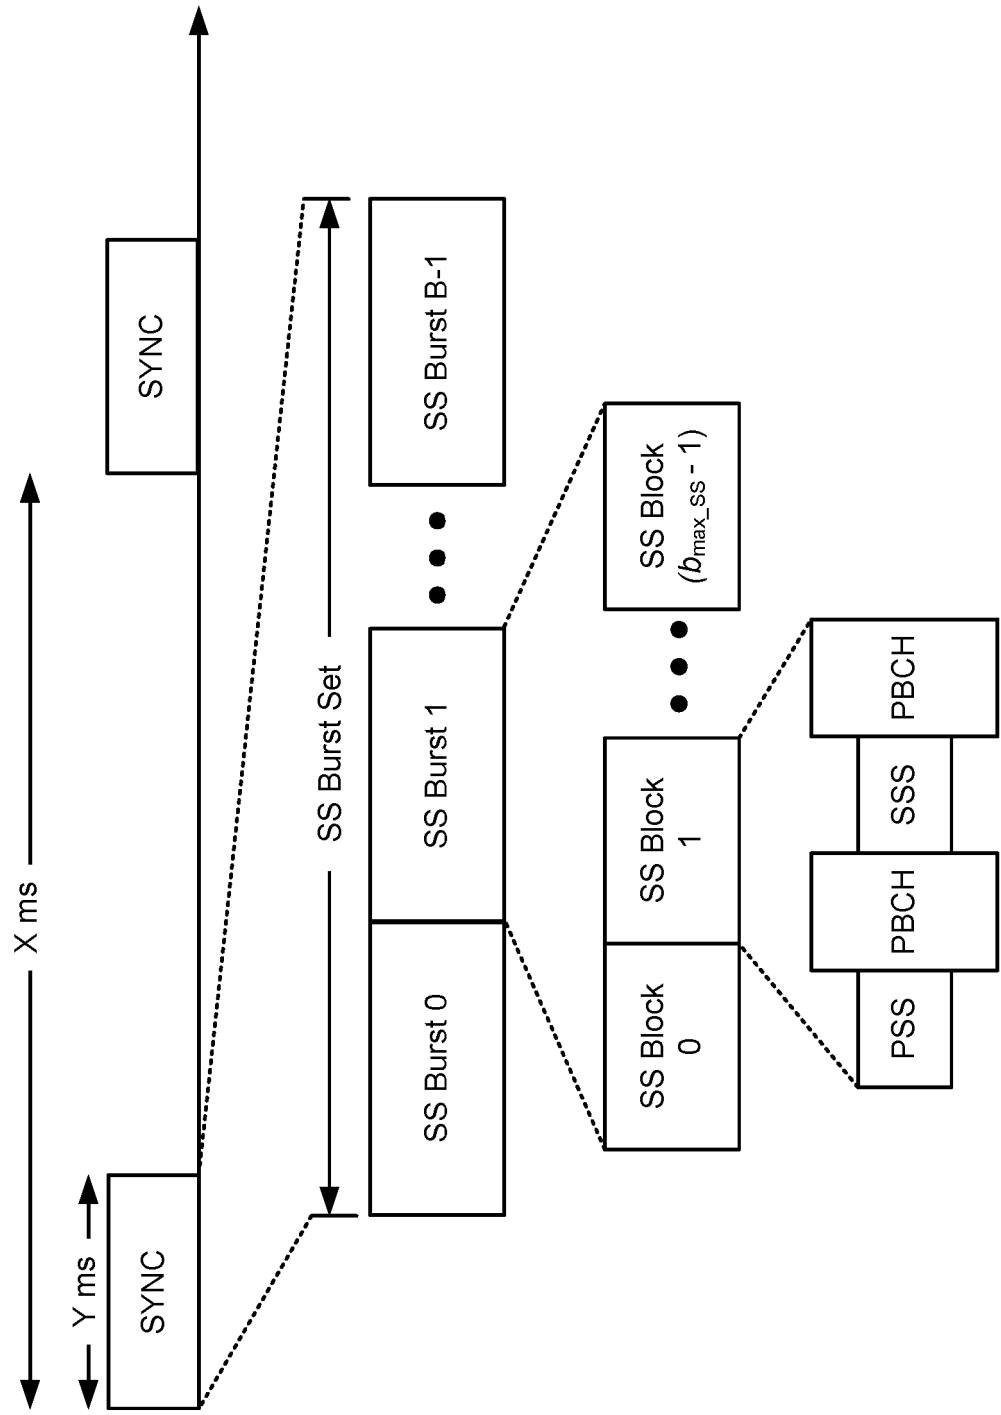 X ms
Y ms
SYNC
SYNC
SS Burst Set
SS Burst 0
SS Burst 1
SS Burst B-1
SS Block
0
SS Block
1
SS Block
(b_max_ss - 1)
PSS
PBCH
SSS
PBCH